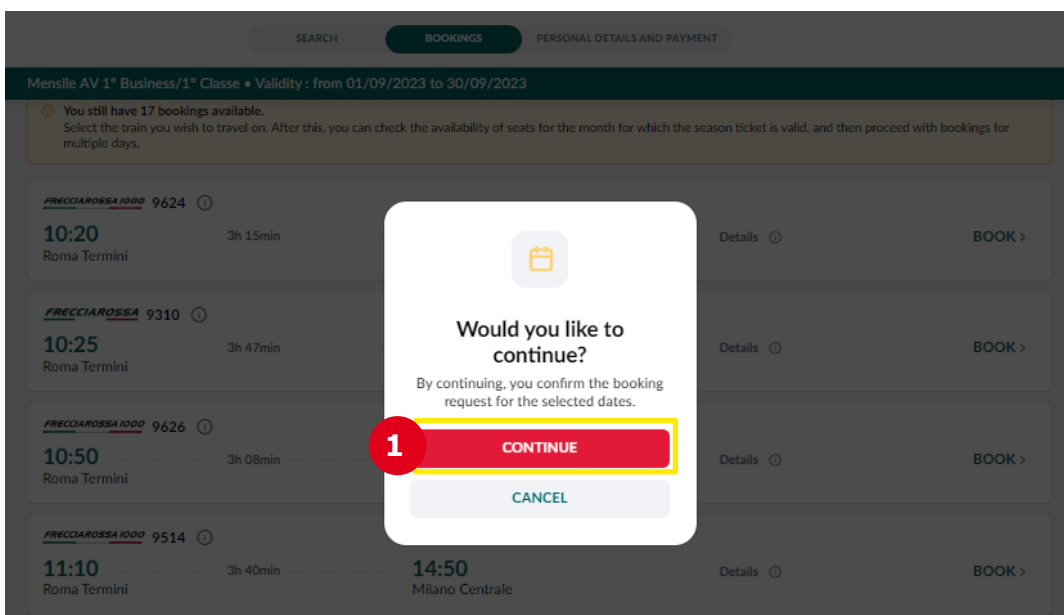 SEARCH
BOOKINGS
PERSONAL DETAILS AND PAYMENT
Mensile AV 1° Business/1° Classe • Validity : from 01/09/2023 to 30/09/2023
You still have 17 bookings available.
Select the train you wish to travel on. After this, you can check the availability of seats for the month for which the season ticket is valid, and then proceed with bookings for
multiple days.
FRECCIAROSSA 1000 9624
10:20
3h 15min
Roma Termini
Details
BOOK >
FRECCIAROSSA 9310
10:25
3h 47min
Roma Termini
Details
BOOK >
FRECCIAROSSA 1000 9626
10:50
3h 08min
Roma Termini
Details
BOOK >
FRECCIAROSSA 1000 9514
11:10
3h 40min
14:50
Roma Termini
Milano Centrale
Details
BOOK >
Would you like to
continue?
By continuing, you confirm the booking
request for the selected dates.
1
CONTINUE
CANCEL